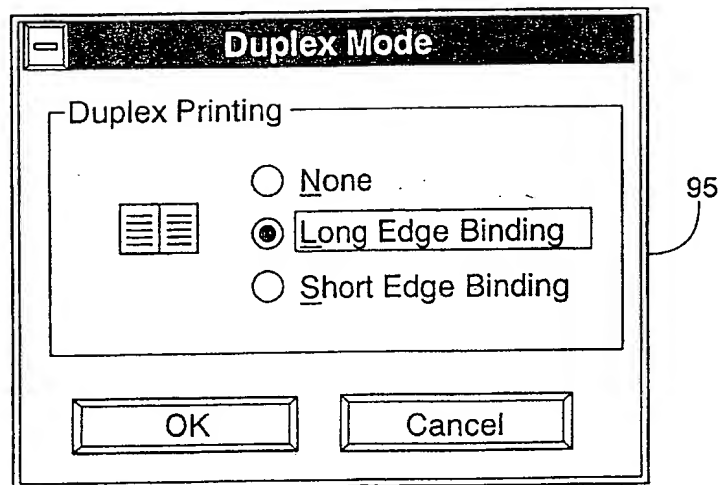 Duplex Mode
Duplex Printing
None
Long Edge Binding
95
Short Edge Binding
OK
Cancel